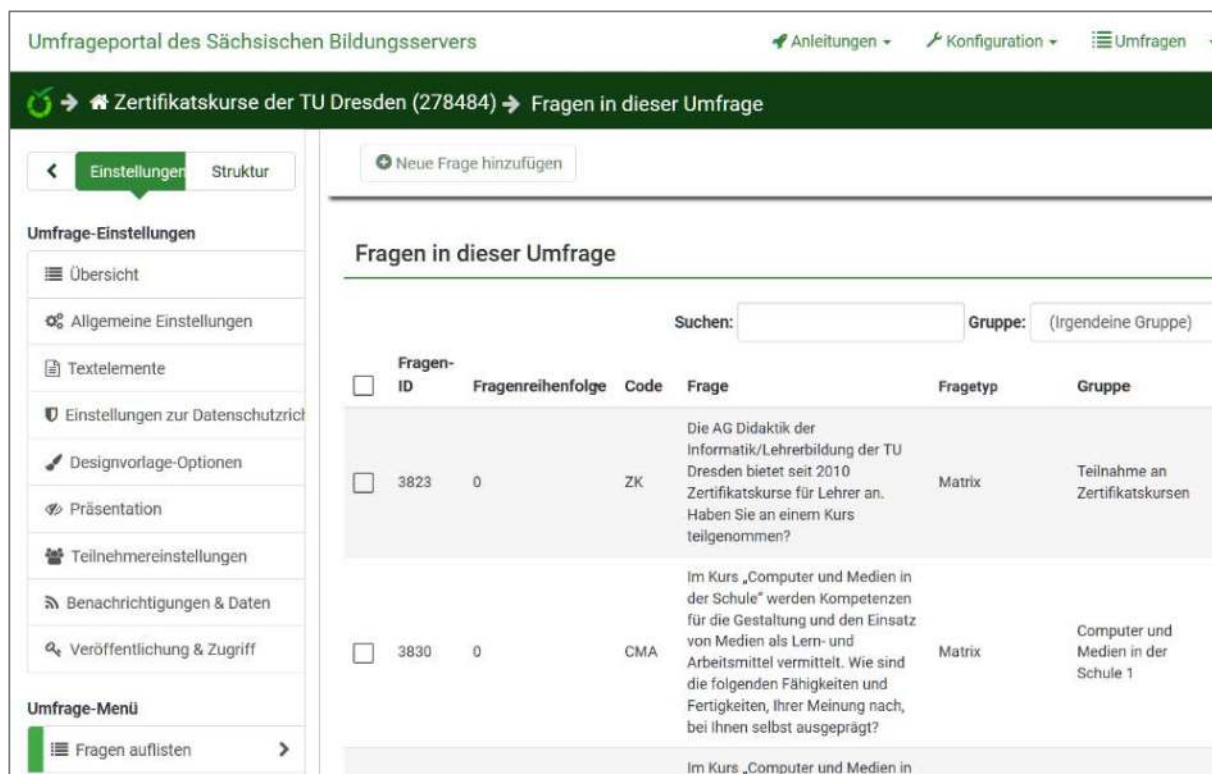 Umfrageportal des Sächsischen Bildungsservers
Anleitungen
Konfiguration
Umfragen
Zertifikatskurse der TU Dresden (278484)
Fragen in dieser Umfrage
Einstellungen
Struktur
Neue Frage hinzufügen
Umfrage-Einstellungen
Übersicht
Allgemeine Einstellungen
Textelemente
Einstellungen zur Datenschutzrich
Designvorlage-Optionen
Präsentation
Teilnehmereinstellungen
Benachrichtigungen & Daten
Veröffentlichung & Zugriff
Umfrage-Menü
Fragen auflisten
Fragen in dieser Umfrage
Suchen:
Gruppe: (Irgendeine Gruppe)
Fragen-
ID
Fragenreihenfolge
Code
Frage
Fragetyp
Gruppe
3823
0
ZK
Die AG Didaktik der
Informatik/Lehrerbildung der TU
Dresden bietet seit 2010
Zertifikatskurse für Lehrer an.
Haben Sie an einem Kurs
teilgenommen?
Matrix
Teilnahme an
Zertifikatskursen
3830
0
CMA
Im Kurs „Computer und Medien in
der Schule" werden Kompetenzen
für die Gestaltung und den Einsatz
von Medien als Lern- und
Arbeitsmittel vermittelt. Wie sind
die folgenden Fähigkeiten und
Fertigkeiten, Ihrer Meinung nach,
bei Ihnen selbst ausgeprägt?
Matrix
Computer und
Medien in der
Schule 1
Im Kurs „Computer und Medien in